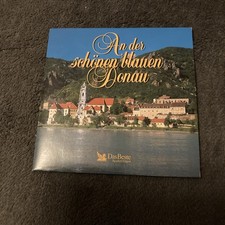 An der
schönen blauen
Donau
Das Beste